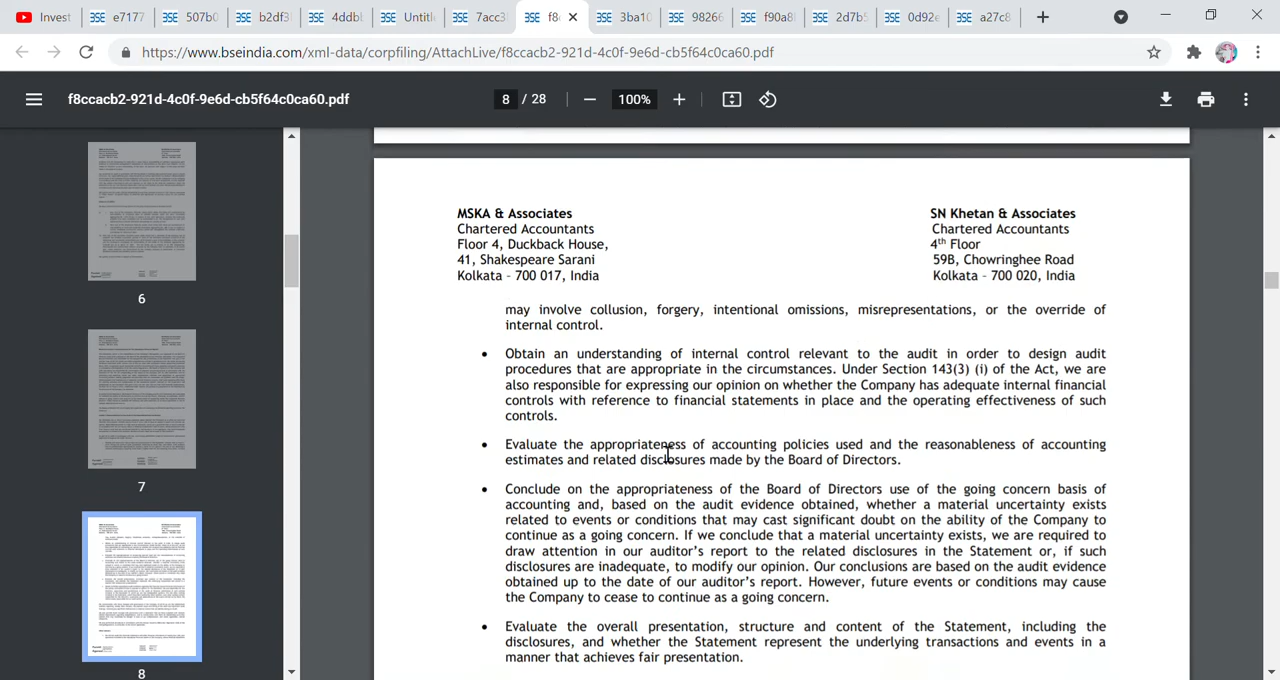 Invest
e7177
507b0
b2df3
4ddbl
Untitl
7acc3
f8
3ba10
98266
f90a8
2d7b5
0d92e
a27c8
https://www.bseindia.com/xml-data/corpfiling/AttachLive/f8ccacb2-921d-4c0f-9e6d-cb5f64c0ca60.pdf
f8ccacb2-921d-4c0f-9e6d-cb5f64c0ca60.pdf
8 / 28
100%
6
7
8
MSKA & Associates
Chartered Accountants
Floor 4, Duckback House,
41, Shakespeare Sarani
Kolkata - 700 017, India
SN Khetan & Associates
Chartered Accountants
4th Floor
59B, Chowringhee Road
Kolkata - 700 020, India
may involve collusion, forgery, intentional omissions, misrepresentations, or the override of
internal control.
• Obtain an understanding of internal control relevant to the audit in order to design audit
procedures that are appropriate in the circumstances. Under Section 143(3) (i) of the Act, we are
also responsible for expressing our opinion on whether the Company has adequate internal financial
controls with reference to financial statements in place and the operating effectiveness of such
controls.
• Evaluate the appropriateness of accounting policies used and the reasonableness of accounting
estimates and related disclosures made by the Board of Directors.
• Conclude on the appropriateness of the Board of Directors use of the going concern basis of
accounting and, based on the audit evidence obtained, whether a material uncertainty exists
related to events or conditions that may cast significant doubt on the ability of the Company to
continue as a going concern. If we conclude that a material uncertainty exists, we are required to
draw attention in our auditor's report to the related disclosures in the Statement or, if such
disclosures are inadequate, to modify our opinion. Our conclusions are based on the audit evidence
obtained up to the date of our auditor's report. However, future events or conditions may cause
the Company to cease to continue as a going concern.
• Evaluate the overall presentation, structure and content of the Statement, including the
disclosures, and whether the Statement represent the underlying transactions and events in a
manner that achieves fair presentation.